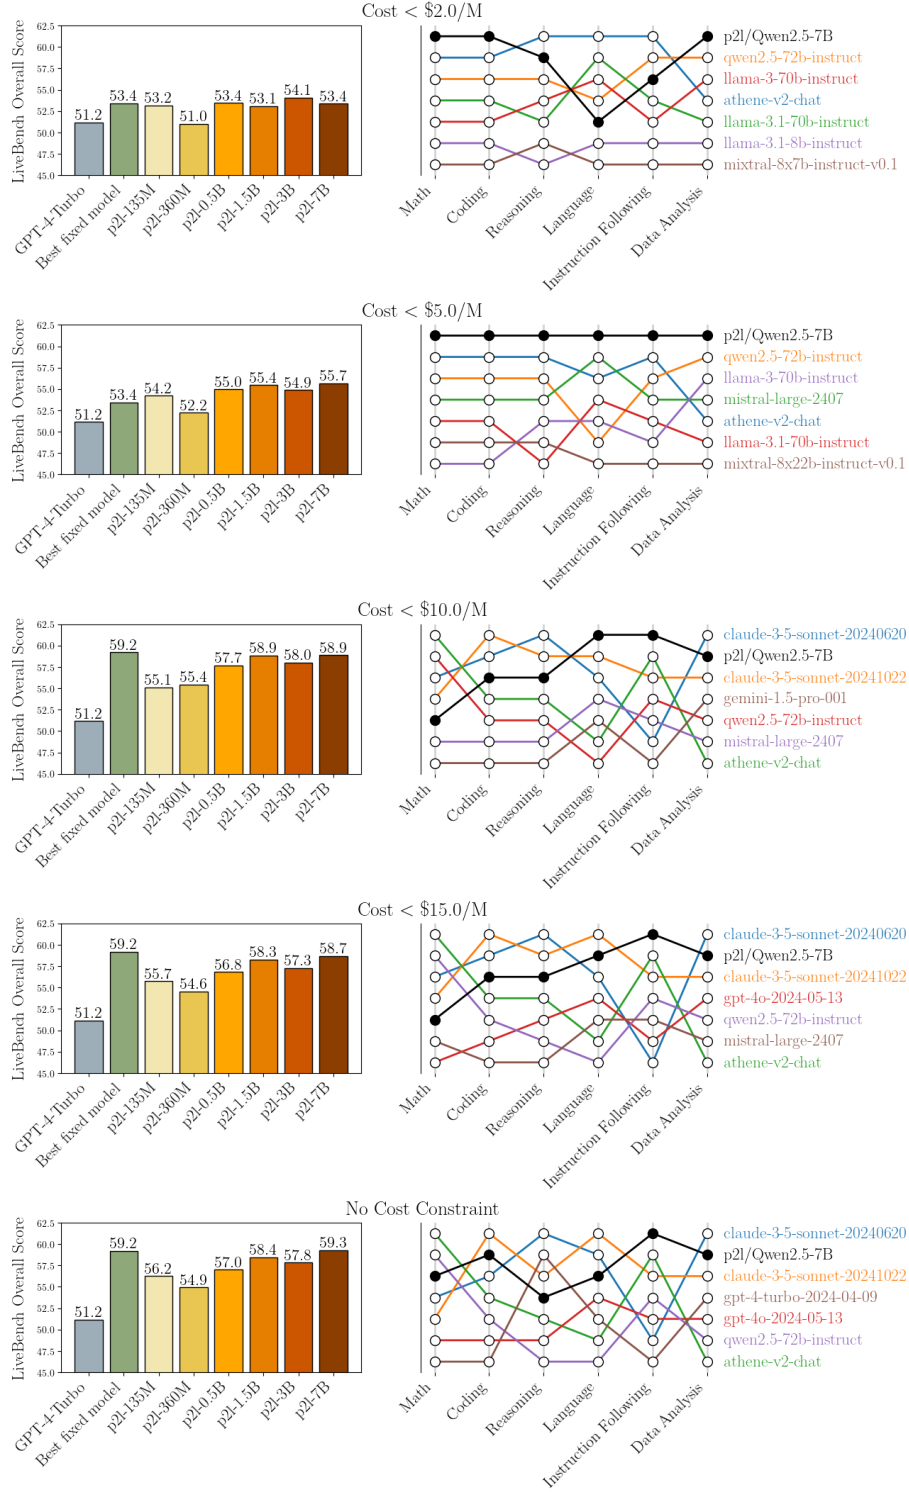 Cost < $2.0/M
LiveBench Overall Score
62.5
60.0
57.5
55.0
52.5
50.0
47.5
45.0
51.2
53.4
53.2
51.0
53.4
53.1
54.1
53.4
GPT-4-Turbo
Best fixed model
p2l-135M
p2l-360M
p2l-0.5B
p2l-1.5B
p2l-3B
p2l-7B
p2l/Qwen2.5-7B
qwen2.5-72b-instruct
llama-3-70b-instruct
athene-v2-chat
llama-3.1-70b-instruct
llama-3.1-8b-instruct
mixtral-8x7b-instruct-v0.1
Math
Coding
Reasoning
Language
Instruction Following
Data Analysis
Cost < $5.0/M
LiveBench Overall Score
62.5
60.0
57.5
55.0
52.5
50.0
47.5
45.0
51.2
53.4
54.2
52.2
55.0
55.4
54.9
55.7
GPT-4-Turbo
Best fixed model
p2l-135M
p2l-360M
p2l-0.5B
p2l-1.5B
p2l-3B
p2l-7B
p2l/Qwen2.5-7B
qwen2.5-72b-instruct
llama-3-70b-instruct
mistral-large-2407
athene-v2-chat
llama-3.1-70b-instruct
mixtral-8x22b-instruct-v0.1
Math
Coding
Reasoning
Language
Instruction Following
Data Analysis
Cost < $10.0/M
LiveBench Overall Score
62.5
60.0
57.5
55.0
52.5
50.0
47.5
45.0
51.2
59.2
55.1
55.4
57.7
58.9
58.0
58.9
GPT-4-Turbo
Best fixed model
p2l-135M
p2l-360M
p2l-0.5B
p2l-1.5B
p2l-3B
p2l-7B
claude-3-5-sonnet-20240620
p2l/Qwen2.5-7B
claude-3-5-sonnet-20241022
gemini-1.5-pro-001
qwen2.5-72b-instruct
mistral-large-2407
athene-v2-chat
Math
Coding
Reasoning
Language
Instruction Following
Data Analysis
Cost < $15.0/M
LiveBench Overall Score
62.5
60.0
57.5
55.0
52.5
50.0
47.5
45.0
51.2
59.2
55.7
54.6
56.8
58.3
57.3
58.7
GPT-4-Turbo
Best fixed model
p2l-135M
p2l-360M
p2l-0.5B
p2l-1.5B
p2l-3B
p2l-7B
claude-3-5-sonnet-20240620
p2l/Qwen2.5-7B
claude-3-5-sonnet-20241022
gpt-4o-2024-05-13
qwen2.5-72b-instruct
mistral-large-2407
athene-v2-chat
Math
Coding
Reasoning
Language
Instruction Following
Data Analysis
No Cost Constraint
LiveBench Overall Score
62.5
60.0
57.5
55.0
52.5
50.0
47.5
45.0
51.2
59.2
56.2
54.9
57.0
58.4
57.8
59.3
GPT-4-Turbo
Best fixed model
p2l-135M
p2l-360M
p2l-0.5B
p2l-1.5B
p2l-3B
p2l-7B
claude-3-5-sonnet-20240620
p2l/Qwen2.5-7B
claude-3-5-sonnet-20241022
gpt-4-turbo-2024-04-09
gpt-4o-2024-05-13
qwen2.5-72b-instruct
athene-v2-chat
Math
Coding
Reasoning
Language
Instruction Following
Data Analysis